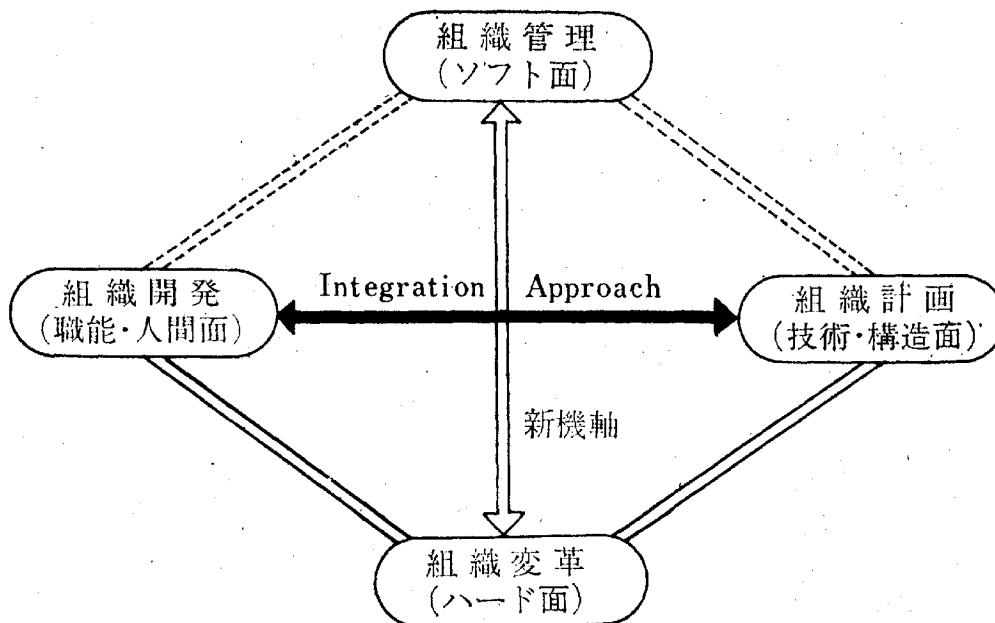 組織管理
(ソフト面)
組織開発
(職能・人間面)
Integration Approach
組織計画
(技術・構造面)
新機軸
組織変革
(ハード面)